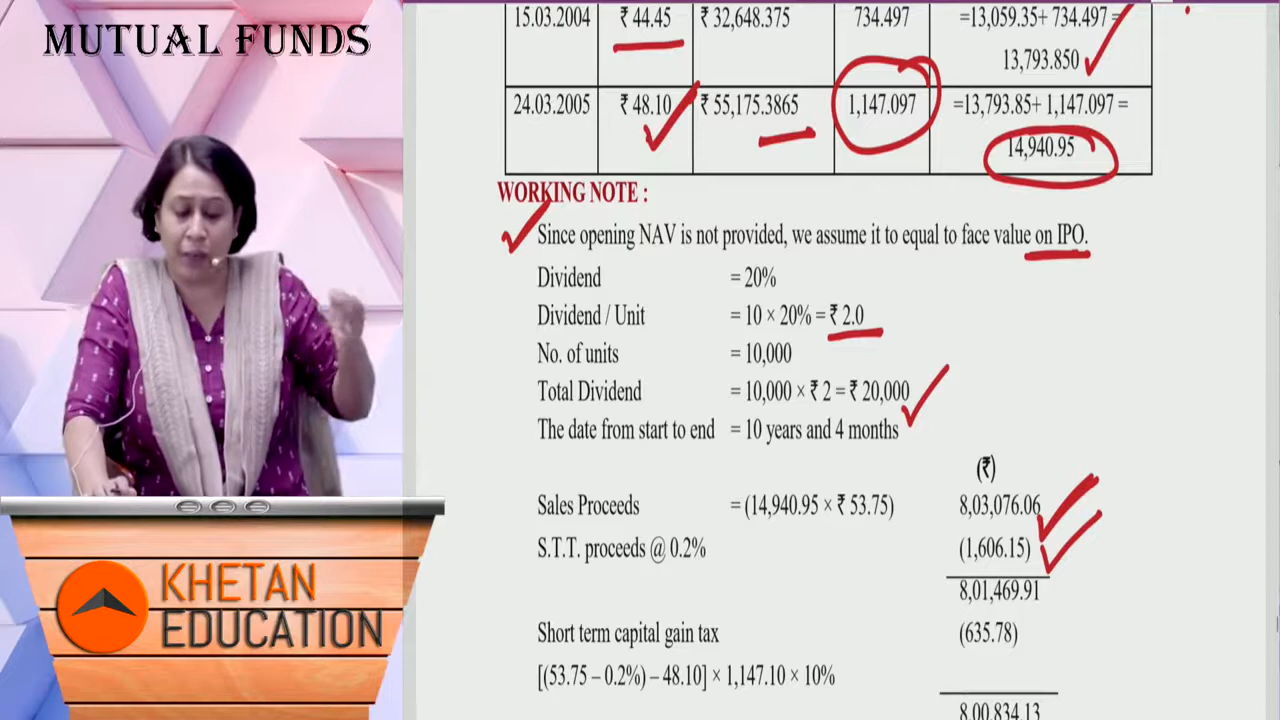 MUTUAL FUNDS
15.03.2004 ₹ 44.45 ₹ 32,648.375 734.497 =13,059.35+ 734.497 =
13,793.850
24.03.2005 ₹ 48.10 ₹ 55,175.3865 1,147.097 =13,793.85+ 1,147.097 =
14,940.95
WORKING NOTE :
Since opening NAV is not provided, we assume it to equal to face value on IPO.
Dividend = 20%
Dividend / Unit = 10 × 20% = ₹ 2.0
No. of units = 10,000
Total Dividend = 10,000 × ₹ 2 = ₹ 20,000
The date from start to end = 10 years and 4 months
(₹)
Sales Proceeds = (14,940.95 × ₹ 53.75) 8,03,076.06
S.T.T. proceeds @ 0.2% (1,606.15)
8,01,469.91
Short term capital gain tax (635.78)
[(53.75 – 0.2%) – 48.10] × 1,147.10 × 10%
8,00,834.13
KHETAN
EDUCATION